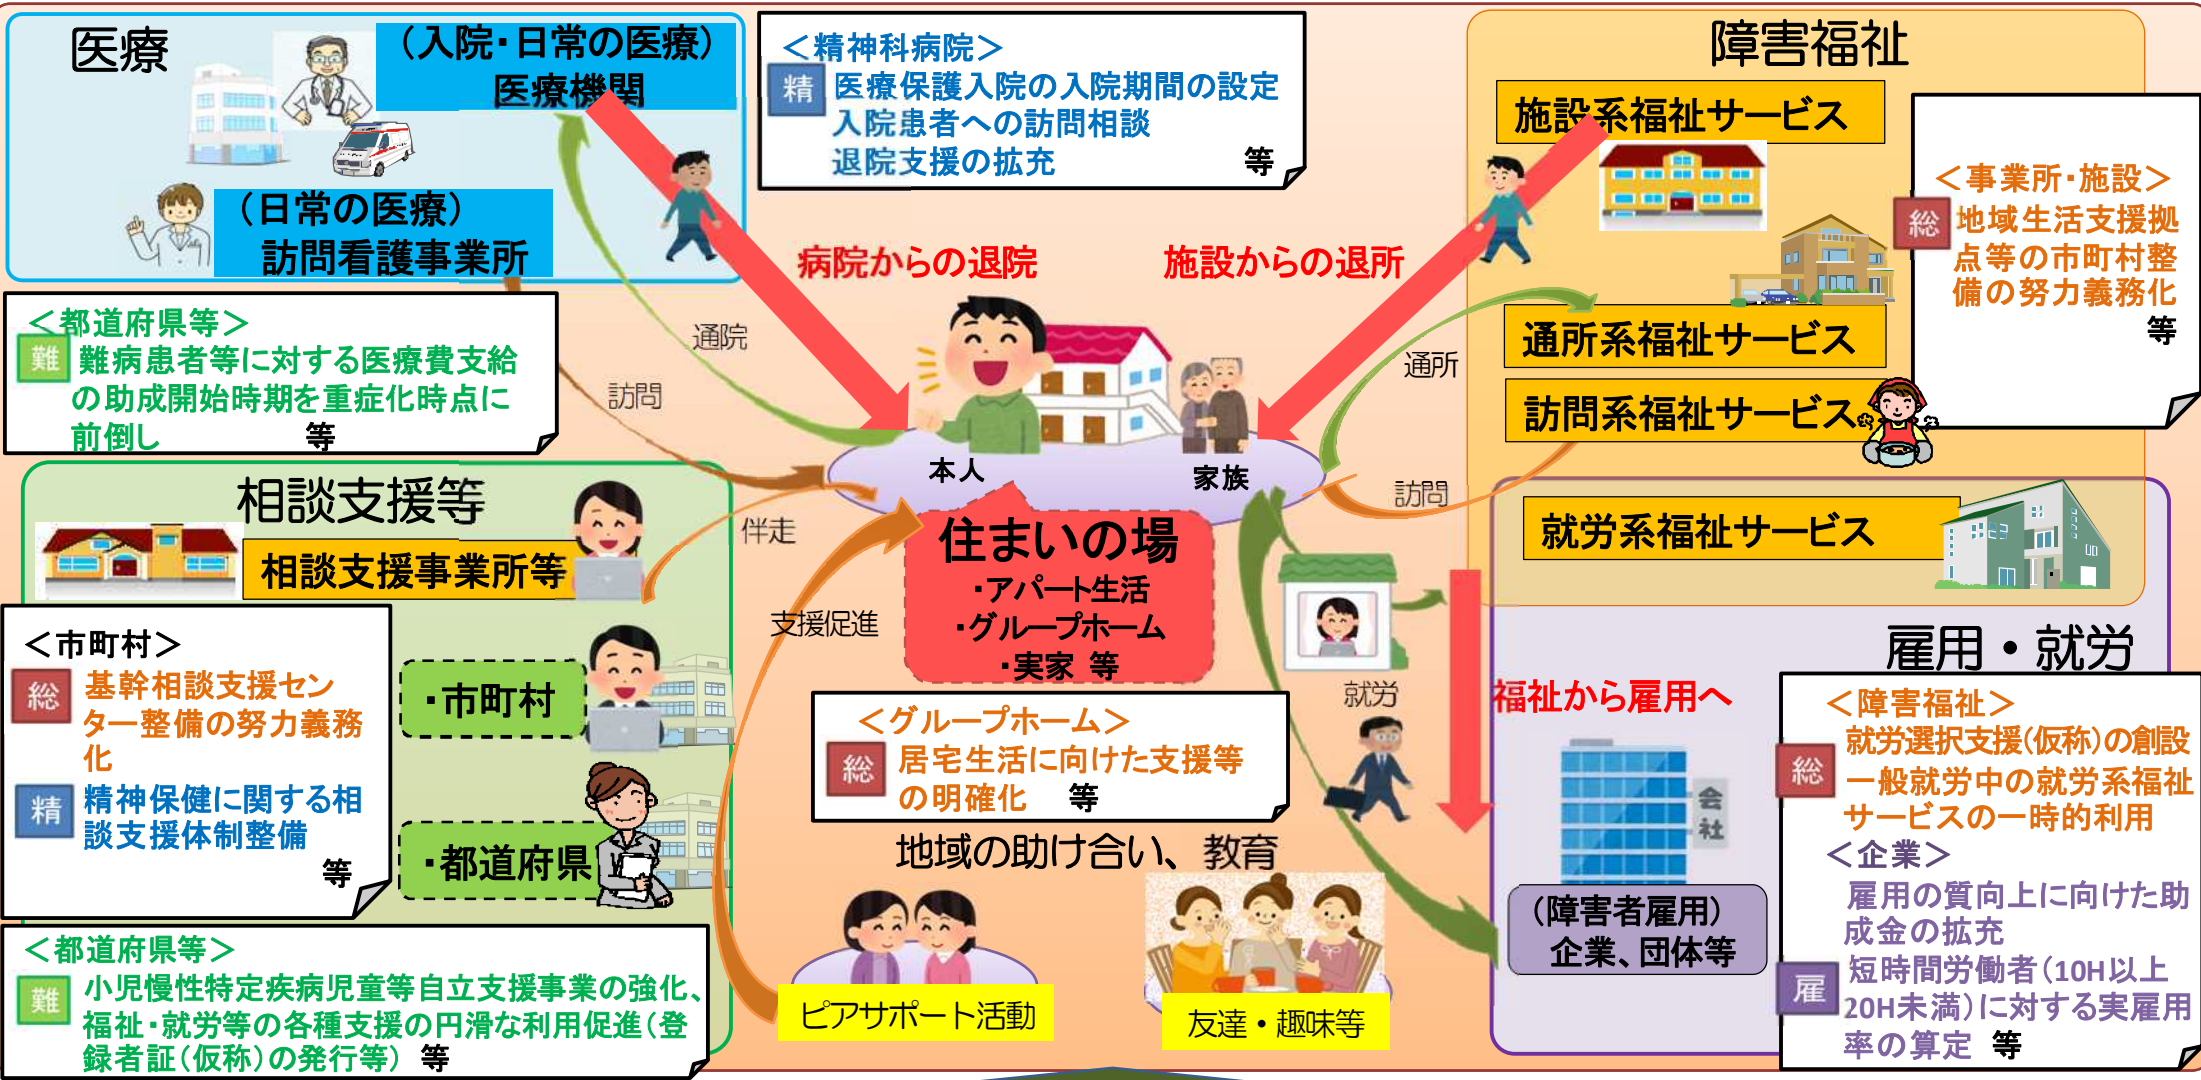 医療
（入院・日常の医療）
医療機関
（日常の医療）
訪問看護事業所
＜精神科病院＞
精
医療保護入院の入院期間の設定
入院患者への訪問相談
退院支援の拡充
等
障害福祉
施設系福祉サービス
＜事業所・施設＞
総
地域生活支援拠
点等の市町村整
備の努力義務化
等
通所系福祉サービス
訪問系福祉サービス
就労系福祉サービス
病院からの退院
施設からの退所
通院
訪問
通所
訪問
＜都道府県等＞
難
難病患者等に対する医療費支給
の助成開始時期を重症化時点に
前倒し 等
本人
家族
住まいの場
・アパート生活
・グループホーム
・実家 等
相談支援等
相談支援事業所等
伴走
支援促進
＜市町村＞
総
基幹相談支援セン
ター整備の努力義務
化
精
精神保健に関する相
談支援体制整備
等
・市町村
・都道府県
＜都道府県等＞
難
小児慢性特定疾病児童等自立支援事業の強化、
福祉・就労等の各種支援の円滑な利用促進（登
録者証（仮称）の発行等） 等
＜グループホーム＞
総
居宅生活に向けた支援等
の明確化 等
地域の助け合い、教育
ピアサポート活動
友達・趣味等
就労
福祉から雇用へ
雇用・就労
会
社
（障害者雇用）
企業、団体等
＜障害福祉＞
総
就労選択支援(仮称)の創設
一般就労中の就労系福祉
サービスの一時的利用
＜企業＞
雇用の質向上に向けた助
成金の拡充
雇
短時間労働者（10H以上
20H未満）に対する実雇用
率の算定 等